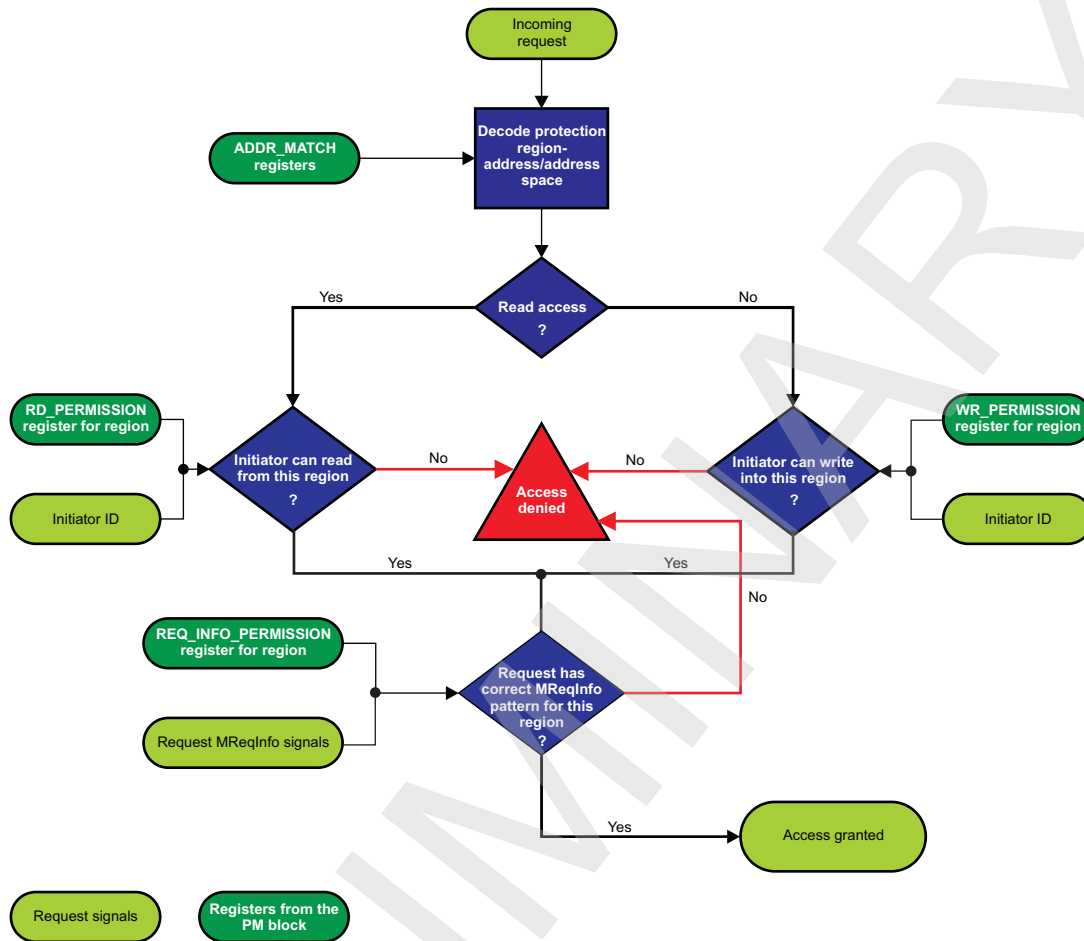 Incoming
request
ADDR_MATCH
registers
Decode protection
region-
address/address
space
Yes
Read access
?
No
RD_PERMISSION
register for region
Initiator ID
Initiator can read
from this region
?
No
Access
denied
No
Initiator can write
into this region
?
WR_PERMISSION
register for region
Initiator ID
Yes
Yes
No
REQ_INFO_PERMISSION
register for region
Request MReqInfo signals
Request has
correct MReqInfo
pattern for this
region
?
Yes
Access granted
Request signals
Registers from the
PM block
IMINARY